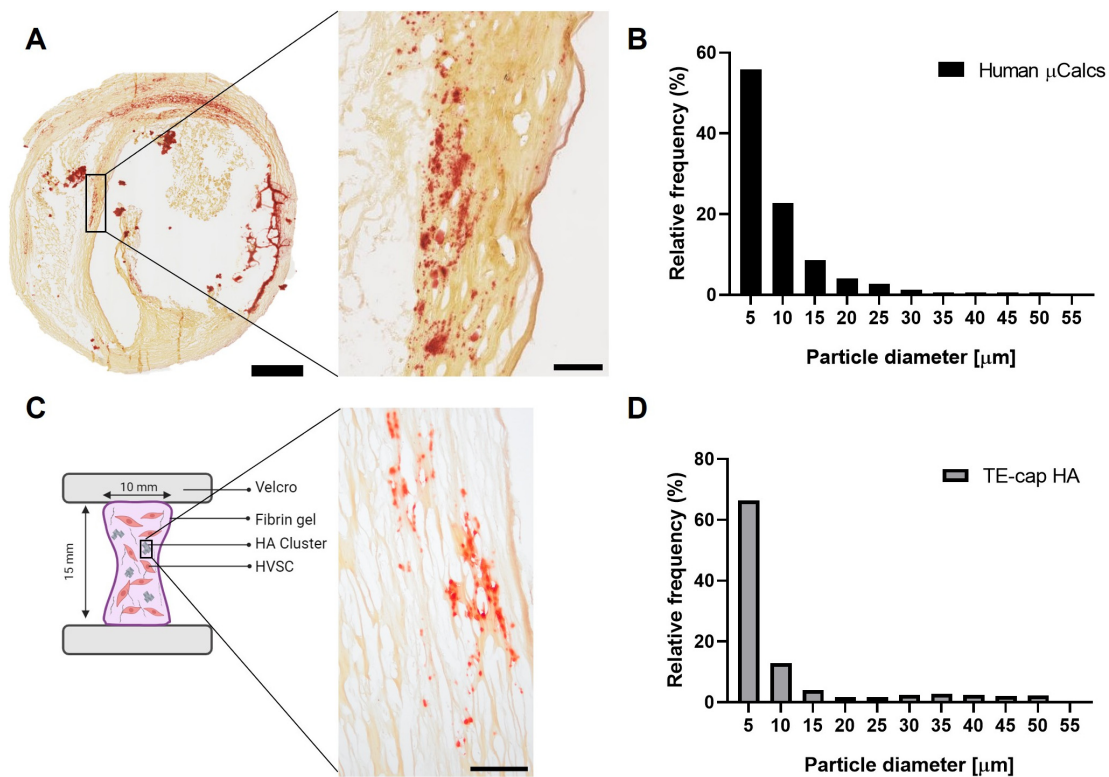 A
B
Relative frequency (%)
60
40
20
0
Human μCalcs
5 10 15 20 25 30 35 40 45 50 55
Particle diameter [μm]
C
10 mm
15 mm
Velcro
Fibrin gel
HA Cluster
HVSC
D
Relative frequency (%)
80
60
40
20
0
TE-cap HA
5 10 15 20 25 30 35 40 45 50 55
Particle diameter [μm]